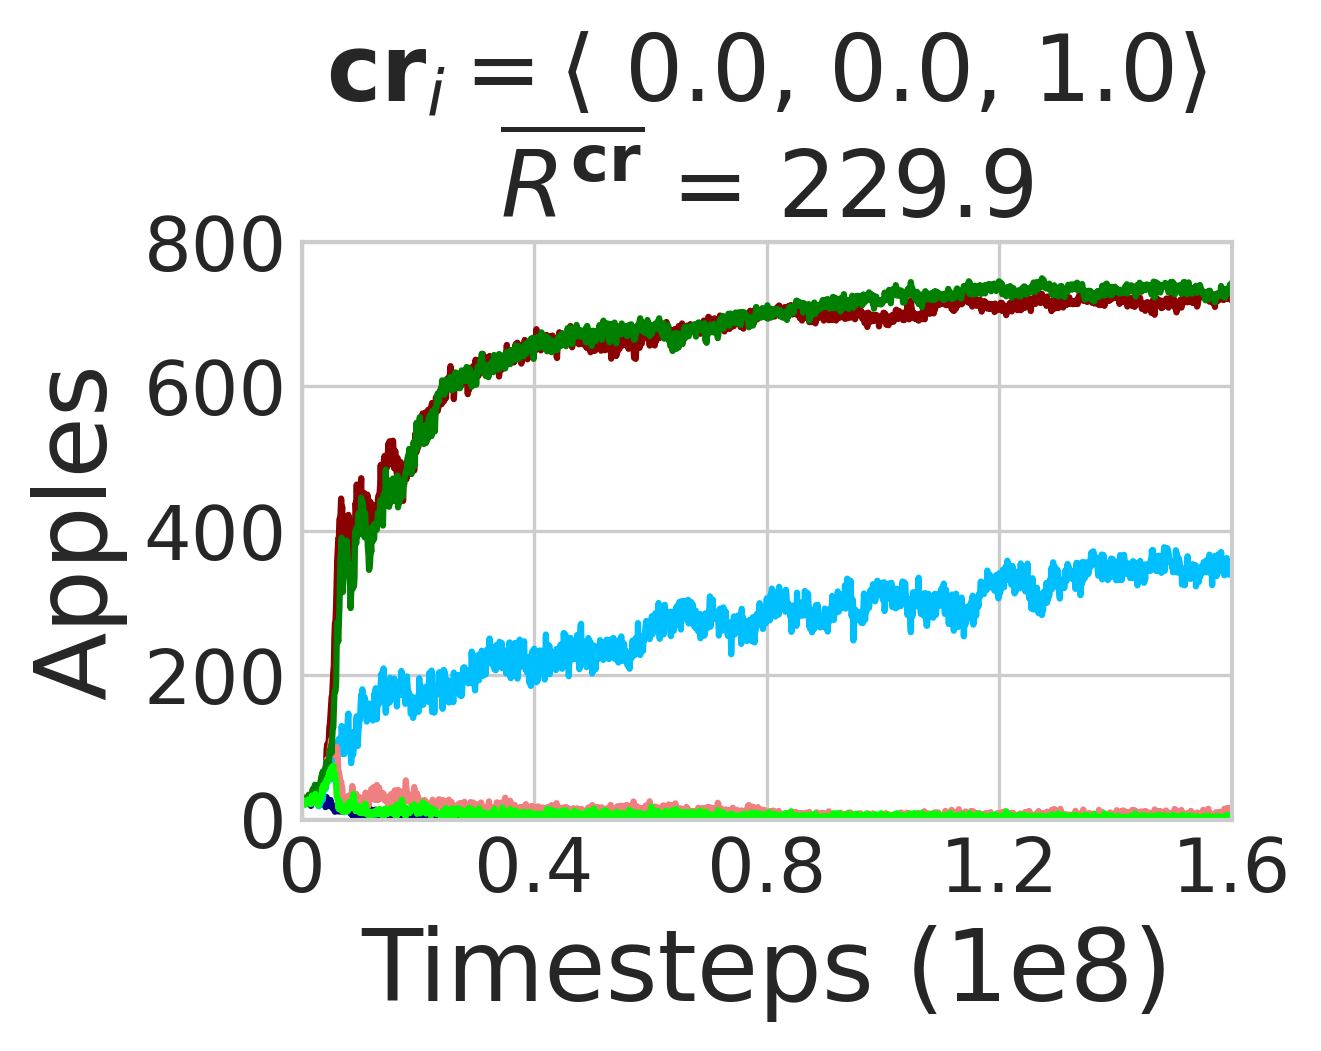 cr_i = ⟨ 0.0, 0.0, 1.0⟩
\overline{R^{cr}} = 229.9
800
600
400
200
0
Apples
0 0.4 0.8 1.2 1.6
Timesteps (1e8)